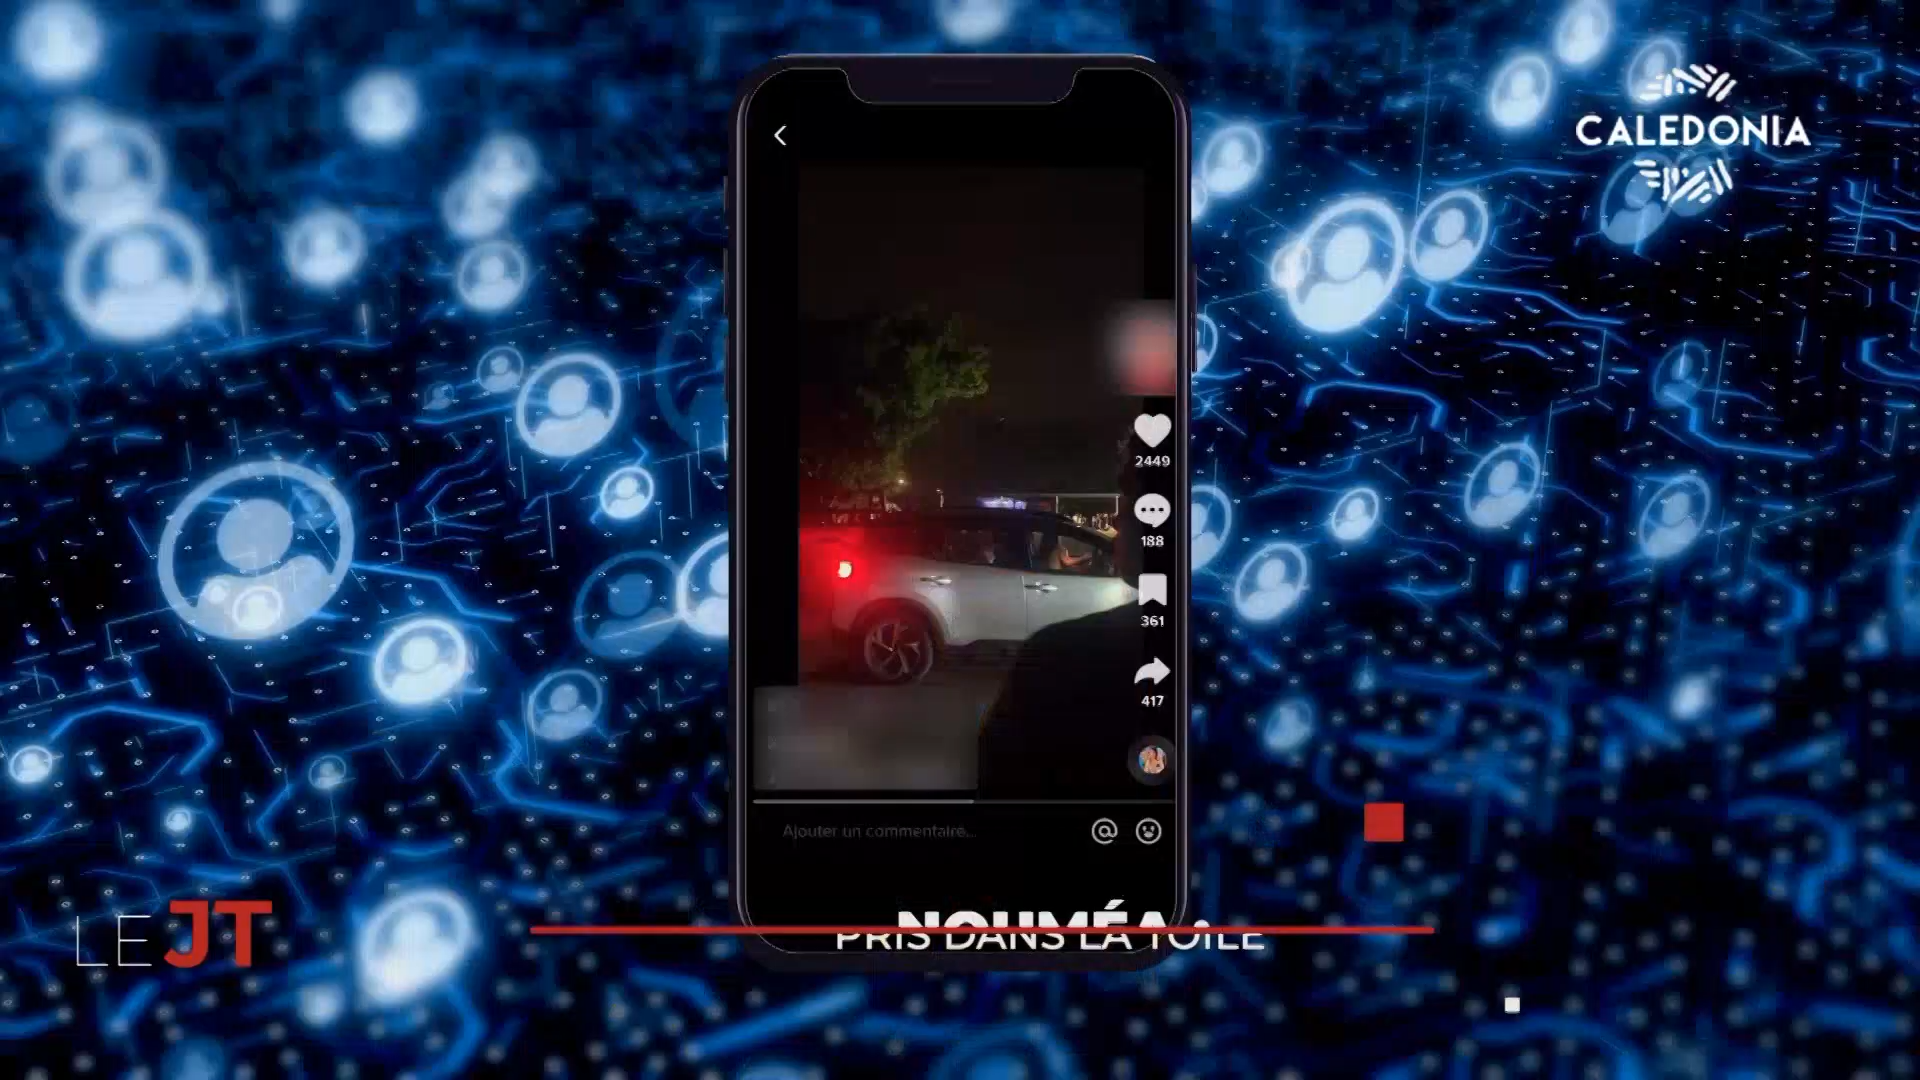 CALEDONIA
2449
188
361
417
Ajouter un commentaire...
NOUMÉA
PRIS DANS LA TOILE
LE JT